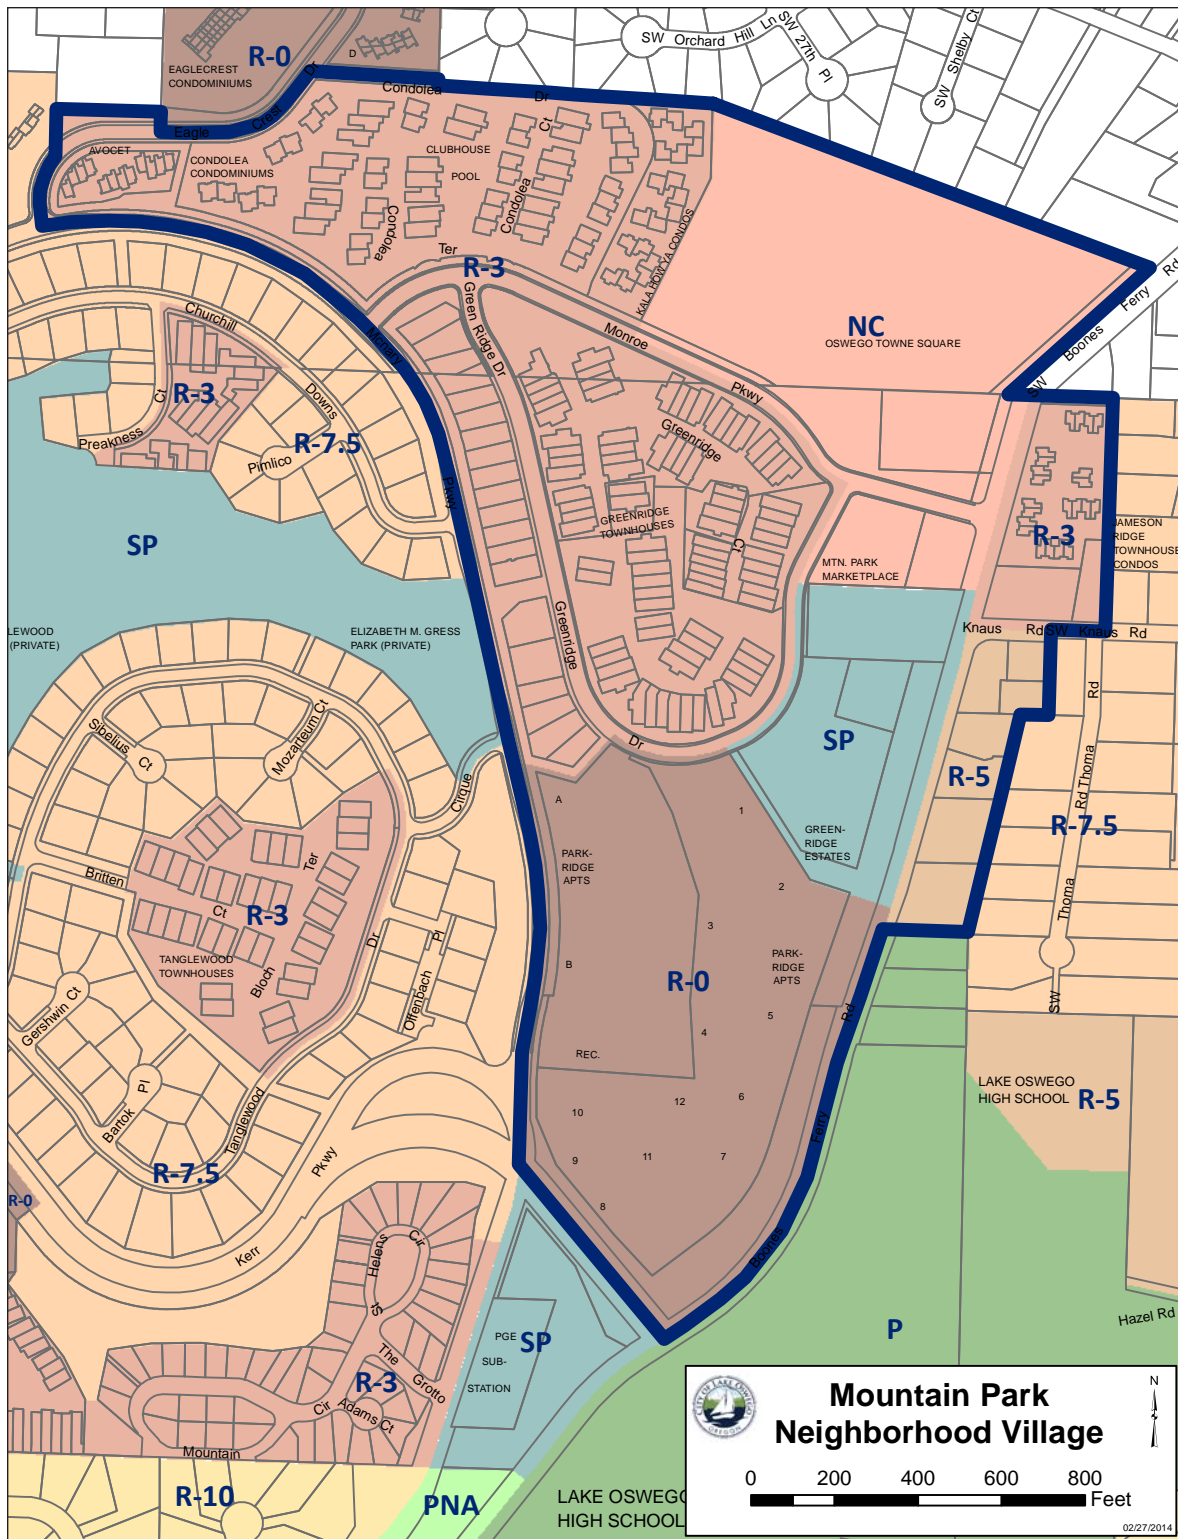 SW Orchard Hill Ln
SW 27th Pl
SW Shelby Ct
R-0
D
EAGLECREST
CONDOMINIUMS
Dr
Condolea
Dr
Crest
Eagle
AVOCET
CONDOLEA
CONDOMINIUMS
CLUBHOUSE
POOL
Ct
Condolea
Condolea
Ter
R-3
KALA HOW YA CONDOS
SW Boones Ferry Rd
NC
OSWEGO TOWNE SQUARE
Green Ridge Dr
Monroe
Pkwy
Mcnary
Pkwy
Churchill
Downs
R-3
Ct
Preakness
Pimlico
R-7.5
SP
Greenridge
Ct
GREENRIDGE
TOWNHOUSES
R-3
JAMESON
RIDGE
TOWNHOUSE
CONDOS
MTN. PARK
MARKETPLACE
Greenridge
Dr
Knaus Rd
SW Knaus Rd
LEWOOD
(PRIVATE)
ELIZABETH M. GRESS
PARK (PRIVATE)
Sibelius Ct
Mozarteum Ct
Cirque
SP
R-5
Rd
Rd Thoma
R-7.5
Thoma
SW
GREEN-
RIDGE
ESTATES
A
PARK-
RIDGE
APTS
B
1
2
3
PARK-
RIDGE
APTS
R-0
4
5
REC.
6
7
8
9
10
11
12
Rd
Ferry
Boones
Britten
Ct
Ter
R-3
TANGLEWOOD
TOWNHOUSES
Bloch
Dr
Offenbach Pl
Gershwin Ct
Bartok Pl
Tanglewood
R-7.5
Pkwy
Kerr
R-0
LAKE OSWEGO
HIGH SCHOOL
R-5
Hazel Rd
P
Helens
Cir
St
The Grotto
R-3
Cir
Adams Ct
Mountain
PGE
SUB-
STATION
SP
R-10
PNA
LAKE OSWEGO
HIGH SCHOOL
CITY OF LAKE OSWEGO
OREGON
Mountain Park
Neighborhood Village
N
0 200 400 600 800
Feet
02/27/2014